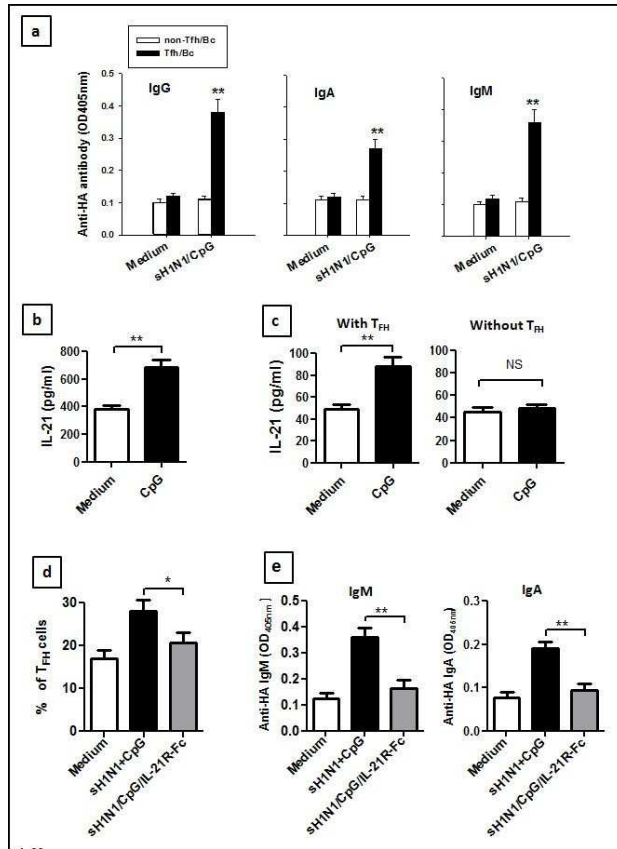 a
non-Tfh/Bc
Tfh/Bc
IgG
IgA
IgM
**
**
**
Anti-HA antibody (OD405nm)
0.5
0.4
0.3
0.2
0.1
0.0
Medium
sH1N1/CpG
Medium
sH1N1/CpG
Medium
sH1N1/CpG
b
**
IL-21 (pg/ml)
800
600
400
200
0
Medium
CpG
c
With TFH
Without TFH
**
NS
IL-21 (pg/ml)
100
80
60
40
20
0
100
80
60
40
20
0
Medium
CpG
Medium
CpG
d
*
% of TFH cells
30
20
10
0
Medium
sH1N1+CpG
sH1N1/CpG/IL-21R-Fc
e
IgM
IgA
**
**
Anti-HA IgM (OD405nm)
0.5
0.4
0.3
0.2
0.1
0.0
Medium
sH1N1+CpG
sH1N1/CpG/IL-21R-Fc
Anti-HA IgA (OD405nm)
0.3
0.2
0.1
0.0
Medium
sH1N1+CpG
sH1N1/CpG/IL-21R-Fc